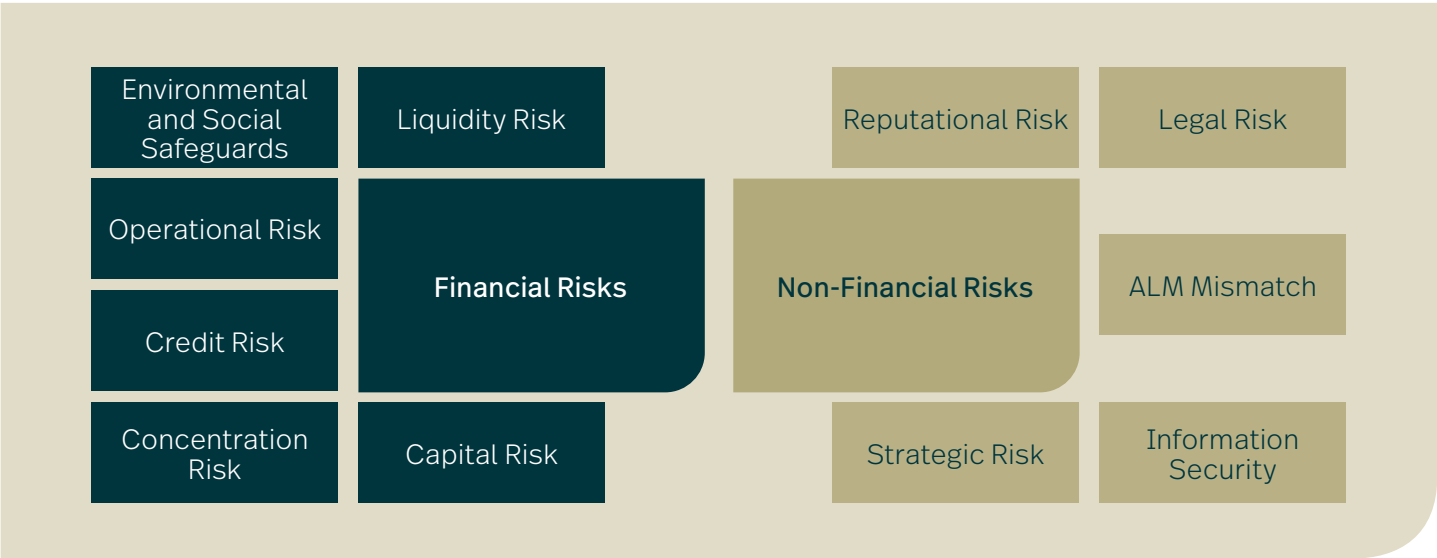 Environmental
and Social
Safeguards
Liquidity Risk
Reputational Risk
Legal Risk
Operational Risk
Financial Risks
Non-Financial Risks
ALM Mismatch
Credit Risk
Concentration
Risk
Capital Risk
Strategic Risk
Information
Security